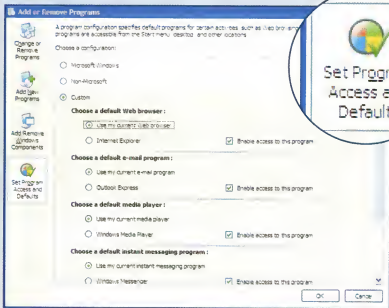 Add or Remove Programs
Change or
Remove
Programs
Add New
Programs
Add/Remove
Windows
Components
Set Program
Access and
Defaults
A program configuration specifies default programs for certain activities, such as Web
programs are accessible from the Start menu, desktop, and other locations.
Choose a configuration:
Microsoft Windows
Non-Microsoft
Custom
Choose a default Web browser :
Use my current Web browser
Internet Explorer
Enable access to this program
Choose a default e-mail program :
Use my current e-mail program
Outlook Express
Enable access to this program
Choose a default media player :
Use my current media player
Windows Media Player
Enable access to this program
Choose a default instant messaging program :
Use my current instant messaging program
Windows Messenger
Enable access to this program
OK
Cancel
Set Progr
Access a
Default